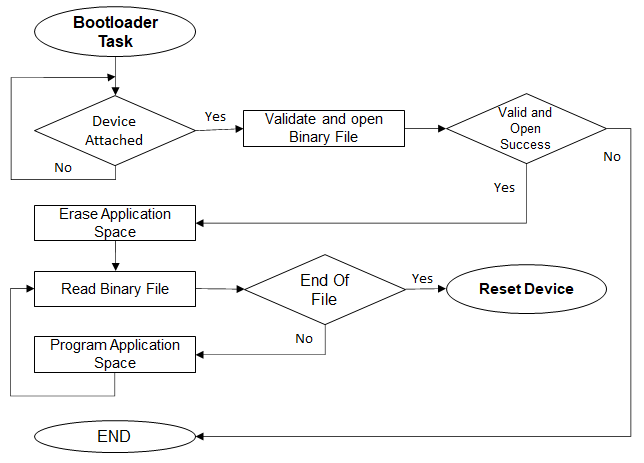 Bootloader
Task
Device
Attached
Yes
No
Validate and open
Binary File
Valid and
Open
Success
No
Yes
Erase Application
Space
Read Binary File
End Of
File
Yes
No
Reset Device
Program Application
Space
END